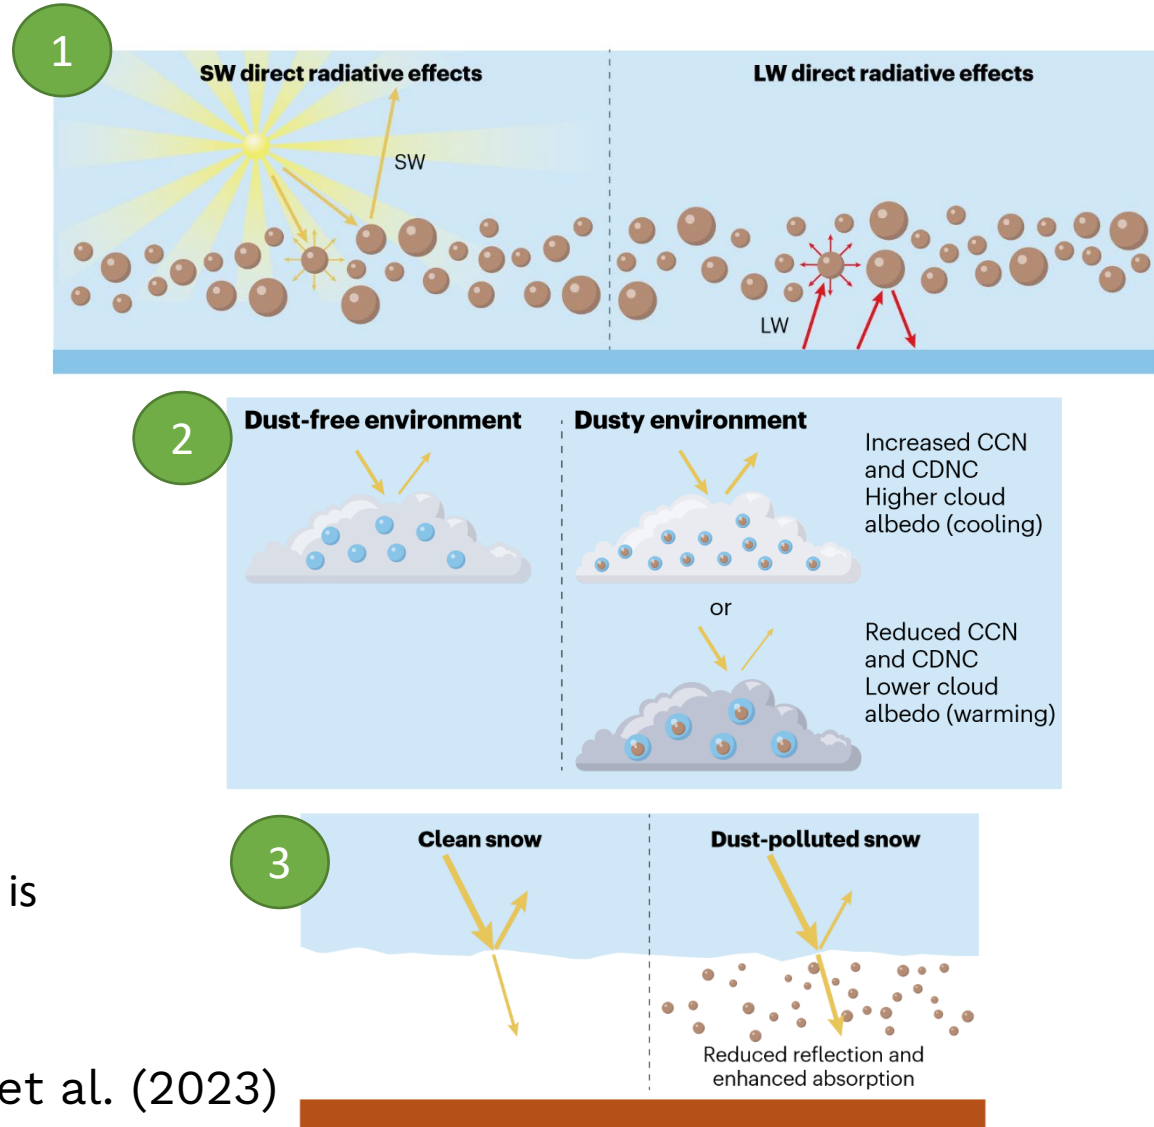 1
SW direct radiative effects
LW direct radiative effects
SW
LW
2
Dust-free environment
Dusty environment
Increased CCN
and CDNC
Higher cloud
albedo (cooling)
or
Reduced CCN
and CDNC
Lower cloud
albedo (warming)
3
Clean snow
Dust-polluted snow
is
Reduced reflection and
enhanced absorption
et al. (2023)